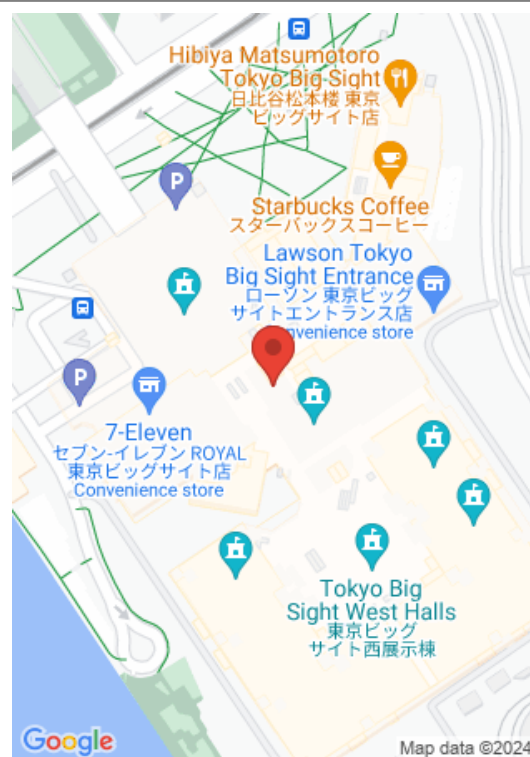 Hibiya Matsumotoro
Tokyo Big Sight
日比谷松本楼 東京
ビッグサイト店
P
Starbucks Coffee
スターバックスコーヒー
Lawson Tokyo
Big Sight Entrance
ローソン 東京ビッグ
サイトエントランス店
nvenience store
P
7-Eleven
セブン-イレブン ROYAL
東京ビッグサイト店
Convenience store
Tokyo Big
Sight West Halls
東京ビッグ
サイト西展示棟
Google
Map data ©2024